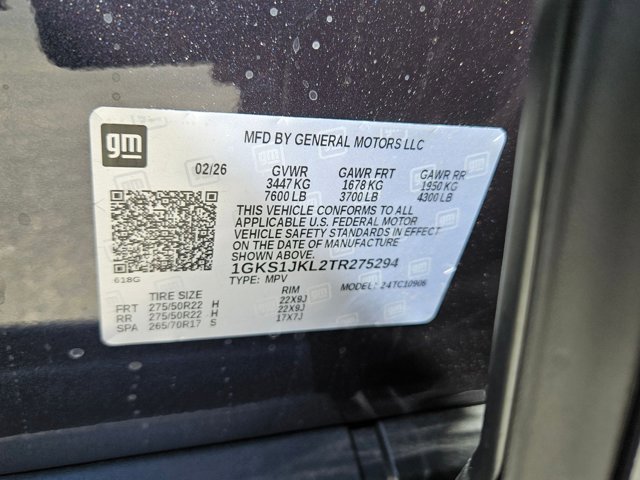 gm
MFD BY GENERAL MOTORS LLC
02/26 GVWR GAWR FRT GAWR RR
3447 KG 1678 KG 1950 KG
7600 LB 3700 LB 4300 LB
THIS VEHICLE CONFORMS TO ALL
APPLICABLE U.S. FEDERAL MOTOR
VEHICLE SAFETY STANDARDS IN EFFECT
ON THE DATE OF MANUFACTURE
SHOWN ABOVE.
1GKS1JKL2TR275294
618G TYPE: MPV MODEL: 24TC10906
TIRE SIZE RIM
FRT 275/50R22 H 22X9J
RR 275/50R22 H 22X9J
SPA 265/70R17 S 17X7J